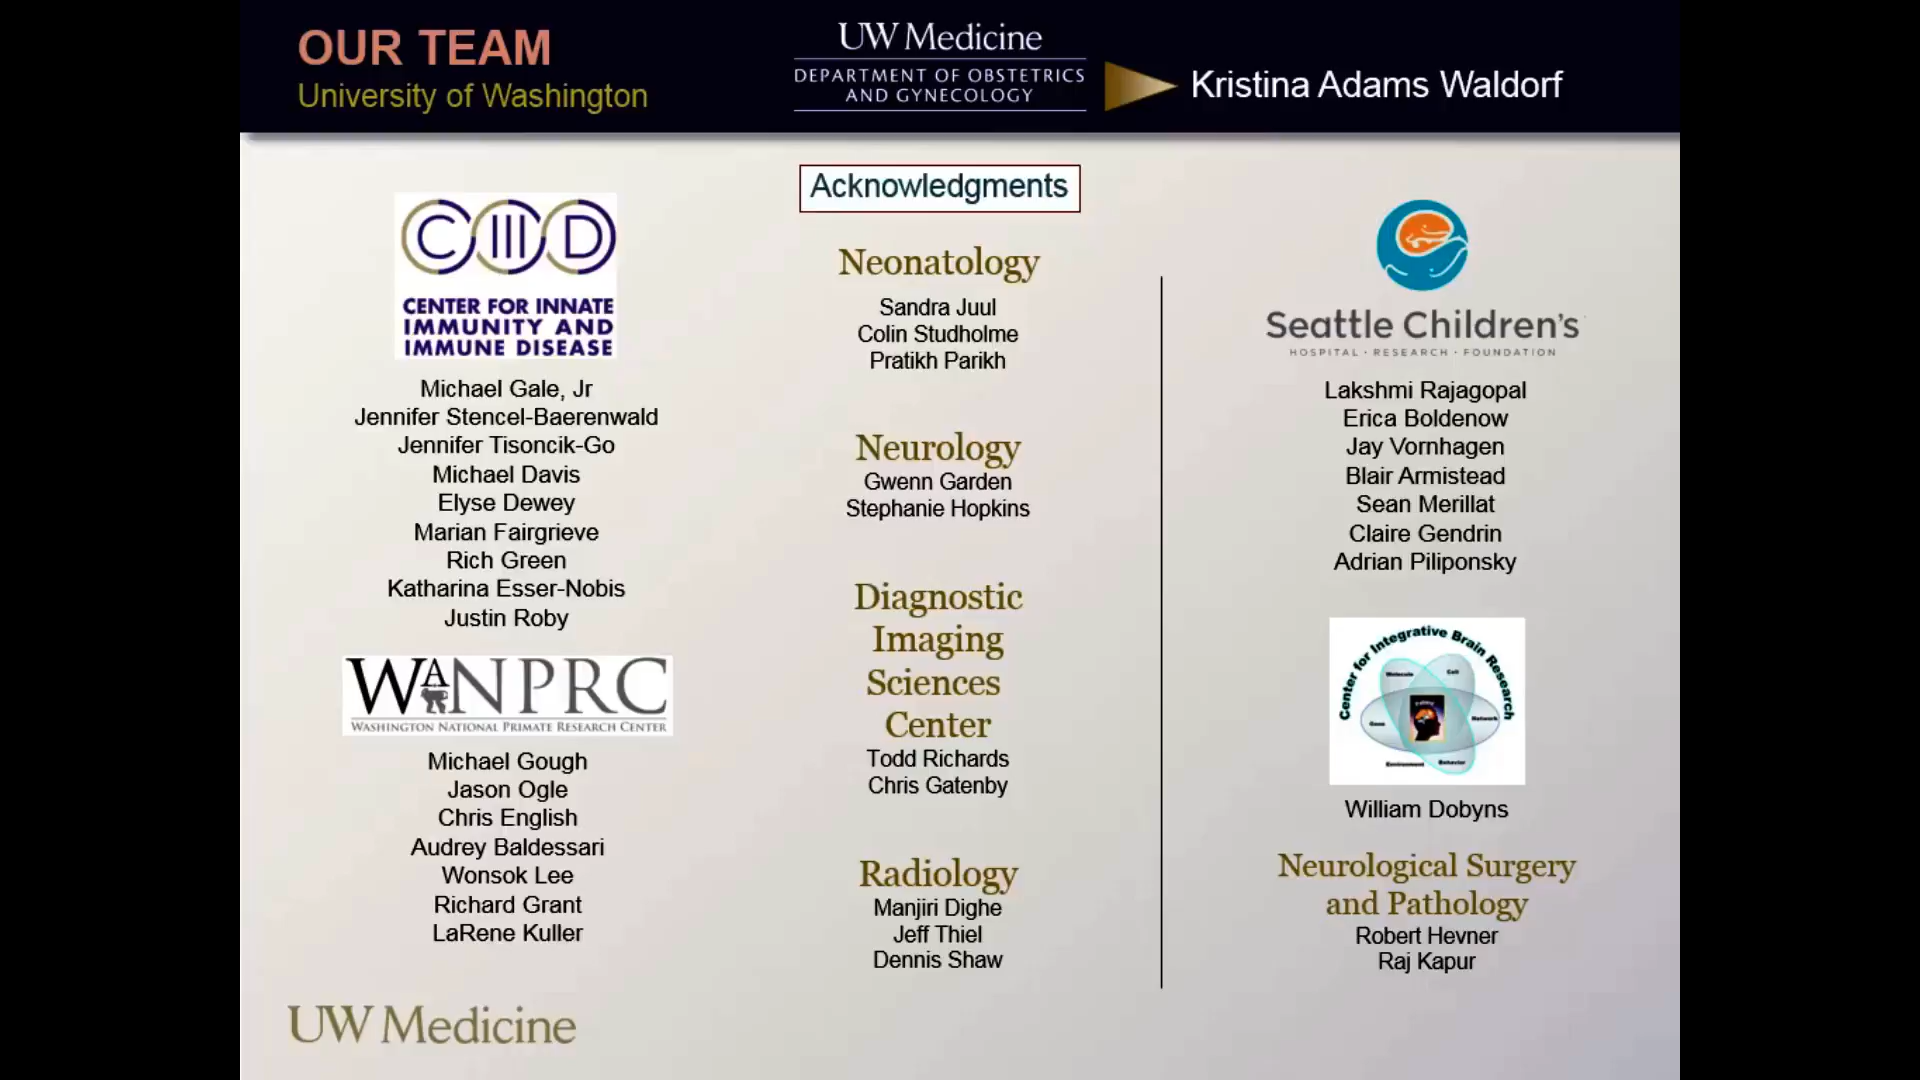 OUR TEAM
University of Washington
UW Medicine
DEPARTMENT OF OBSTETRICS
AND GYNECOLOGY
Kristina Adams Waldorf
Acknowledgments
CIIID
CENTER FOR INNATE
IMMUNITY AND
IMMUNE DISEASE
Michael Gale, Jr
Jennifer Stencel-Baerenwald
Jennifer Tisoncik-Go
Michael Davis
Elyse Dewey
Marian Fairgrieve
Rich Green
Katharina Esser-Nobis
Justin Roby
WANPRC
WASHINGTON NATIONAL PRIMATE RESEARCH CENTER
Michael Gough
Jason Ogle
Chris English
Audrey Baldessari
Wonsok Lee
Richard Grant
LaRene Kuller
UW Medicine
Neonatology
Sandra Juul
Colin Studholme
Pratikh Parikh
Neurology
Gwenn Garden
Stephanie Hopkins
Diagnostic
Imaging
Sciences
Center
Todd Richards
Chris Gatenby
Radiology
Manjiri Dighe
Jeff Thiel
Dennis Shaw
Seattle Children's
HOSPITAL · RESEARCH · FOUNDATION
Lakshmi Rajagopal
Erica Boldenow
Jay Vornhagen
Blair Armistead
Sean Merillat
Claire Gendrin
Adrian Piliponsky
Center for Integrative Brain Research
Molecule
Cell
Gene
Network
Environment
Behavior
William Dobyns
Neurological Surgery
and Pathology
Robert Hevner
Raj Kapur